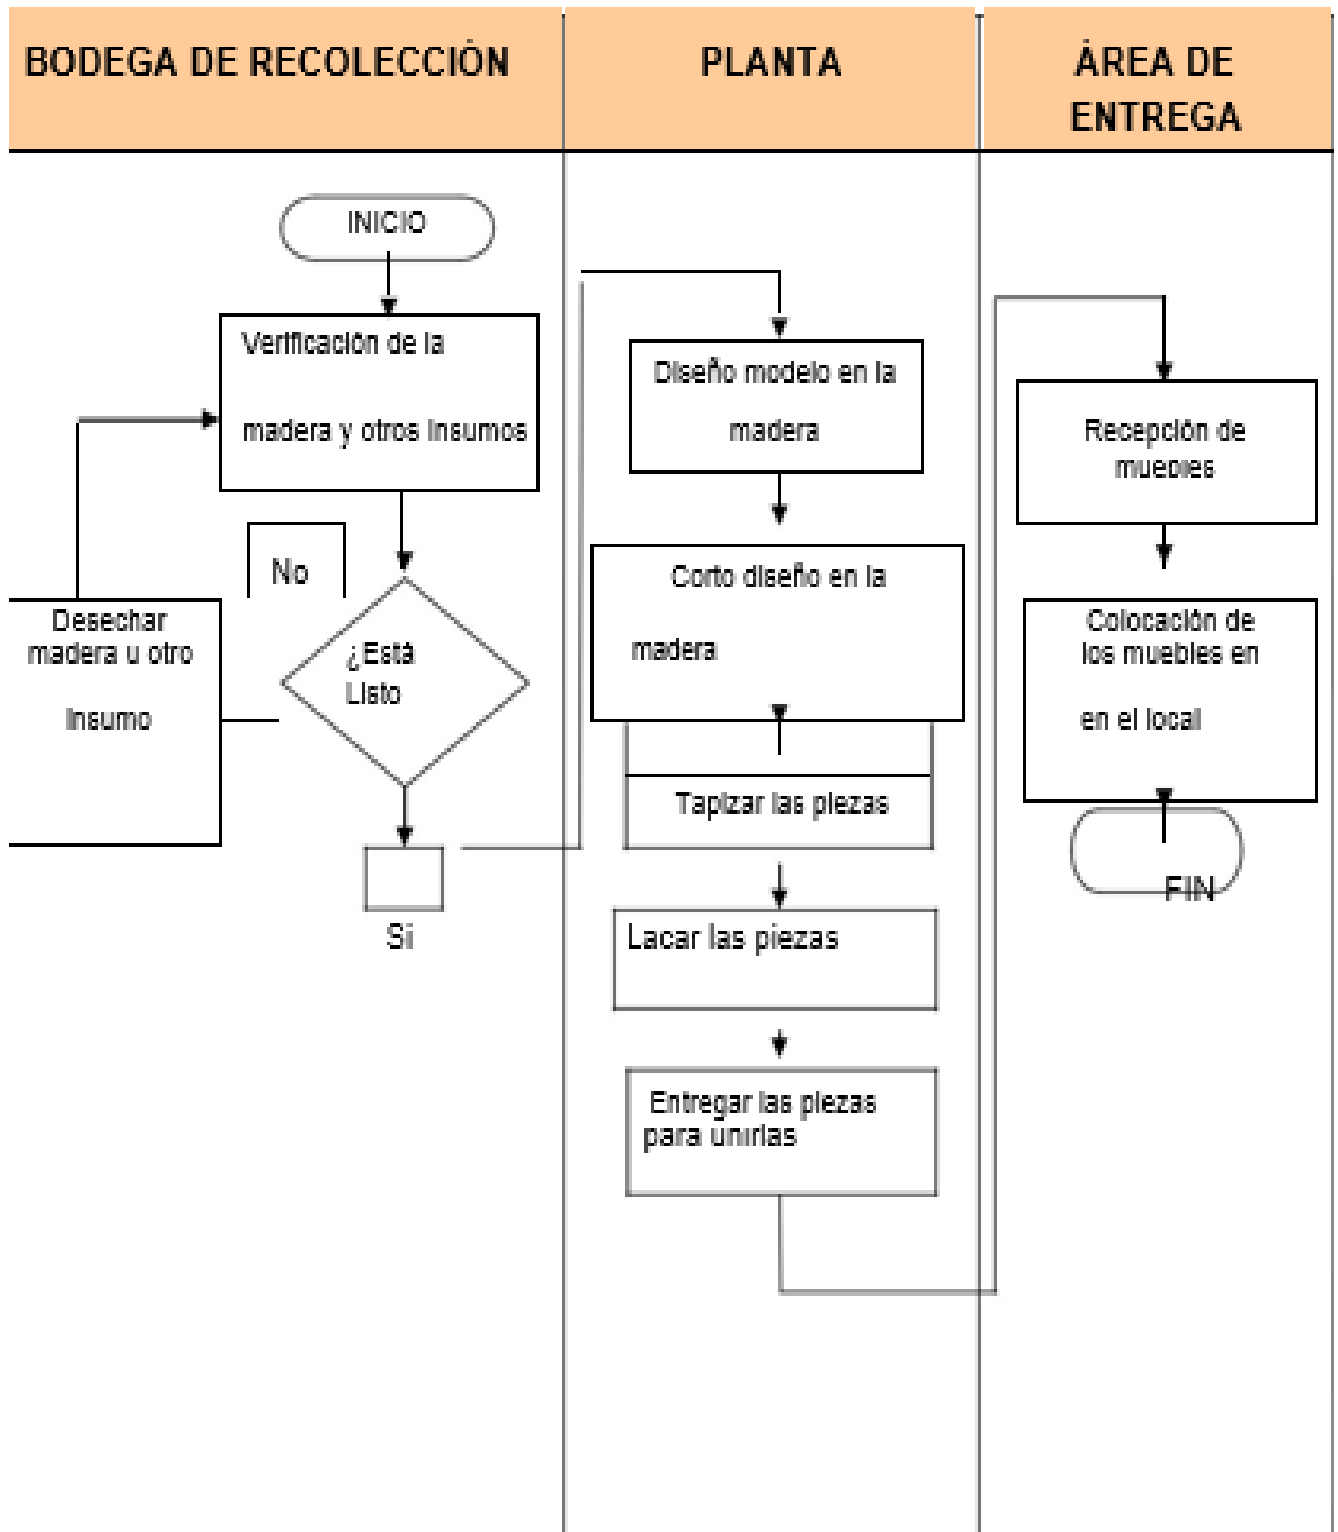 BODEGA DE RECOLECCIÓN
PLANTA
ÁREA DE
ENTREGA
INICIO
Verificación de la
madera y otros insumos
No
Desechar
madera u otro
insumo
¿Está
Listo
Si
Diseño modelo en la
madera
Corto diseño en la
madera
Tapizar las piezas
Lacar las piezas
Entregar las piezas
para unirlas
Recepción de
muebles
Colocación de
los muebles en
en el local
FIN